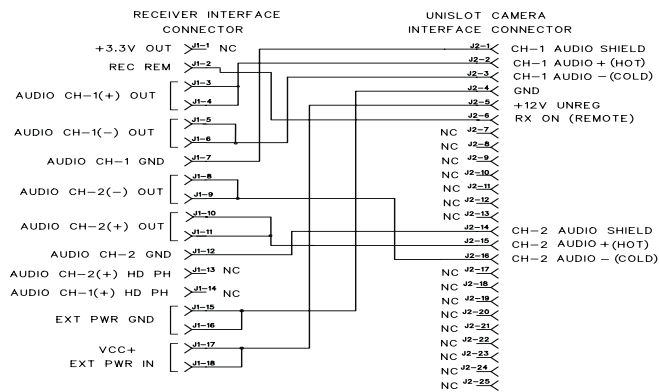 RECEIVER INTERFACE
CONNECTOR
UNISLOT CAMERA
INTERFACE CONNECTOR
+3.3V OUT J1-1 NC
REC REM J1-2
J1-3
AUDIO CH-1(+) OUT
J1-4
J1-5
AUDIO CH-1(-) OUT
J1-6
AUDIO CH-1 GND J1-7
J1-8
AUDIO CH-2(-) OUT
J1-9
J1-10
AUDIO CH-2(+) OUT
J1-11
AUDIO CH-2 GND J1-12
AUDIO CH-2(+) HD PH J1-13 NC
AUDIO CH-1(+) HD PH J1-14 NC
J1-15
EXT PWR GND
J1-16
VCC+ J1-17
EXT PWR IN J1-18
J2-1 CH-1 AUDIO SHIELD
J2-2 CH-1 AUDIO+(HOT)
J2-3 CH-1 AUDIO-(COLD)
J2-4 GND
J2-5 +12V UNREG
J2-6 RX ON (REMOTE)
NC J2-7
NC J2-8
NC J2-9
NC J2-10
NC J2-11
NC J2-12
NC J2-13
J2-14 CH-2 AUDIO SHIELD
J2-15 CH-2 AUDIO+(HOT)
J2-16 CH-2 AUDIO-(COLD)
NC J2-17
NC J2-18
NC J2-19
NC J2-20
NC J2-21
NC J2-22
NC J2-23
NC J2-24
NC J2-25